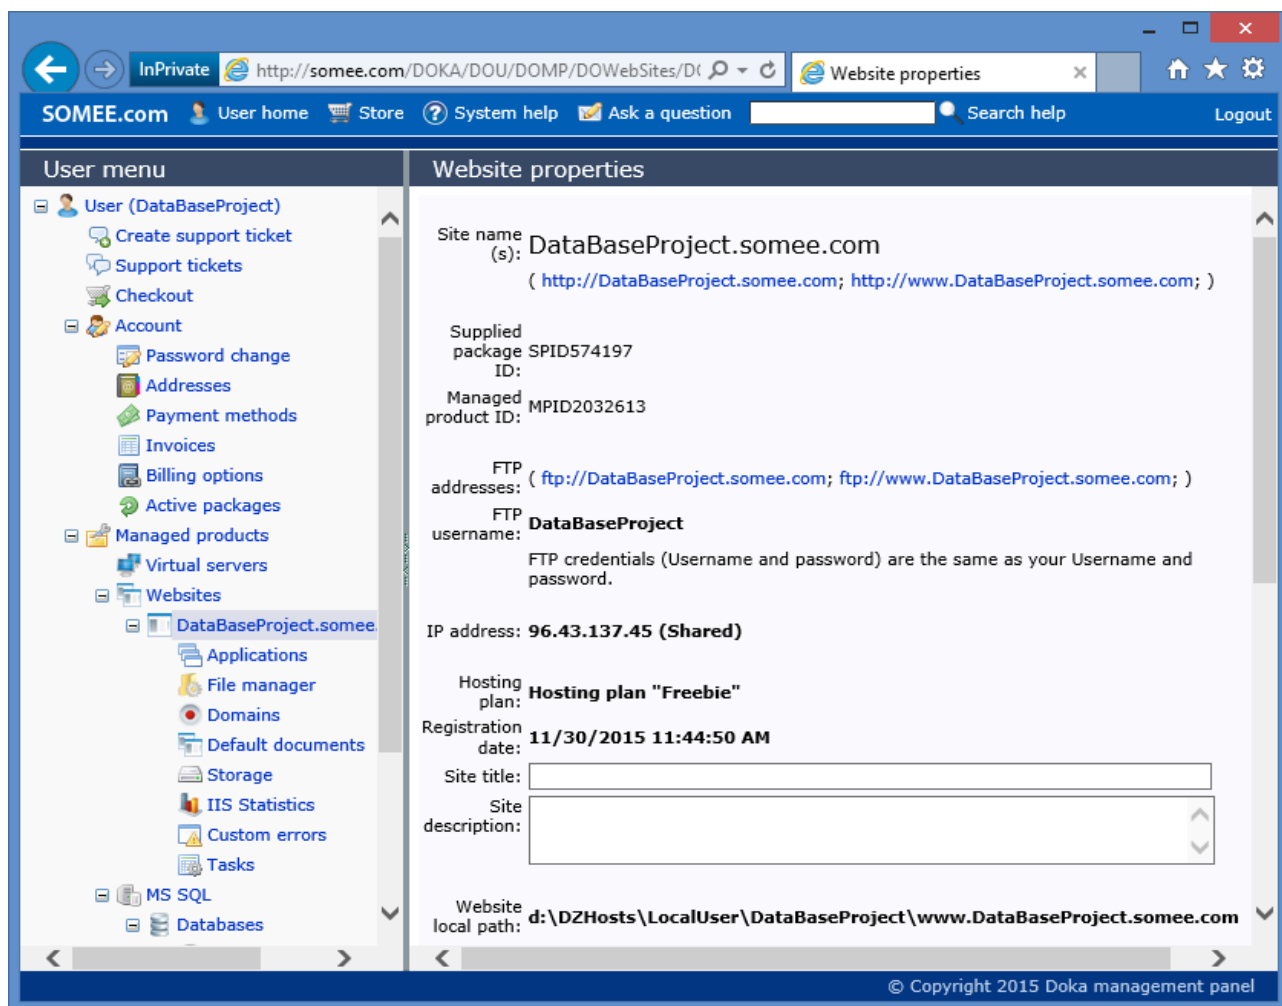 InPrivate
http://somee.com/DOKA/DOU/DOMP/DOWebSites/D
Website properties
SOMEE.com User home Store System help Ask a question Search help Logout
User menu
Website properties
User (DataBaseProject)
Create support ticket
Support tickets
Checkout
Account
Password change
Addresses
Payment methods
Invoices
Billing options
Active packages
Managed products
Virtual servers
Websites
DataBaseProject.somee.
Applications
File manager
Domains
Default documents
Storage
IIS Statistics
Custom errors
Tasks
MS SQL
Databases
Site name
(s): DataBaseProject.somee.com
( http://DataBaseProject.somee.com; http://www.DataBaseProject.somee.com; )
Supplied
package SPID574197
ID:
Managed
product ID: MPID2032613
FTP
addresses: ( ftp://DataBaseProject.somee.com; ftp://www.DataBaseProject.somee.com; )
FTP
username: DataBaseProject
FTP credentials (Username and password) are the same as your Username and
password.
IP address: 96.43.137.45 (Shared)
Hosting
plan: Hosting plan "Freebie"
Registration
date: 11/30/2015 11:44:50 AM
Site title:
Site
description:
Website
local path: d:\DZHosts\LocalUser\DataBaseProject\www.DataBaseProject.somee.com
© Copyright 2015 Doka management panel